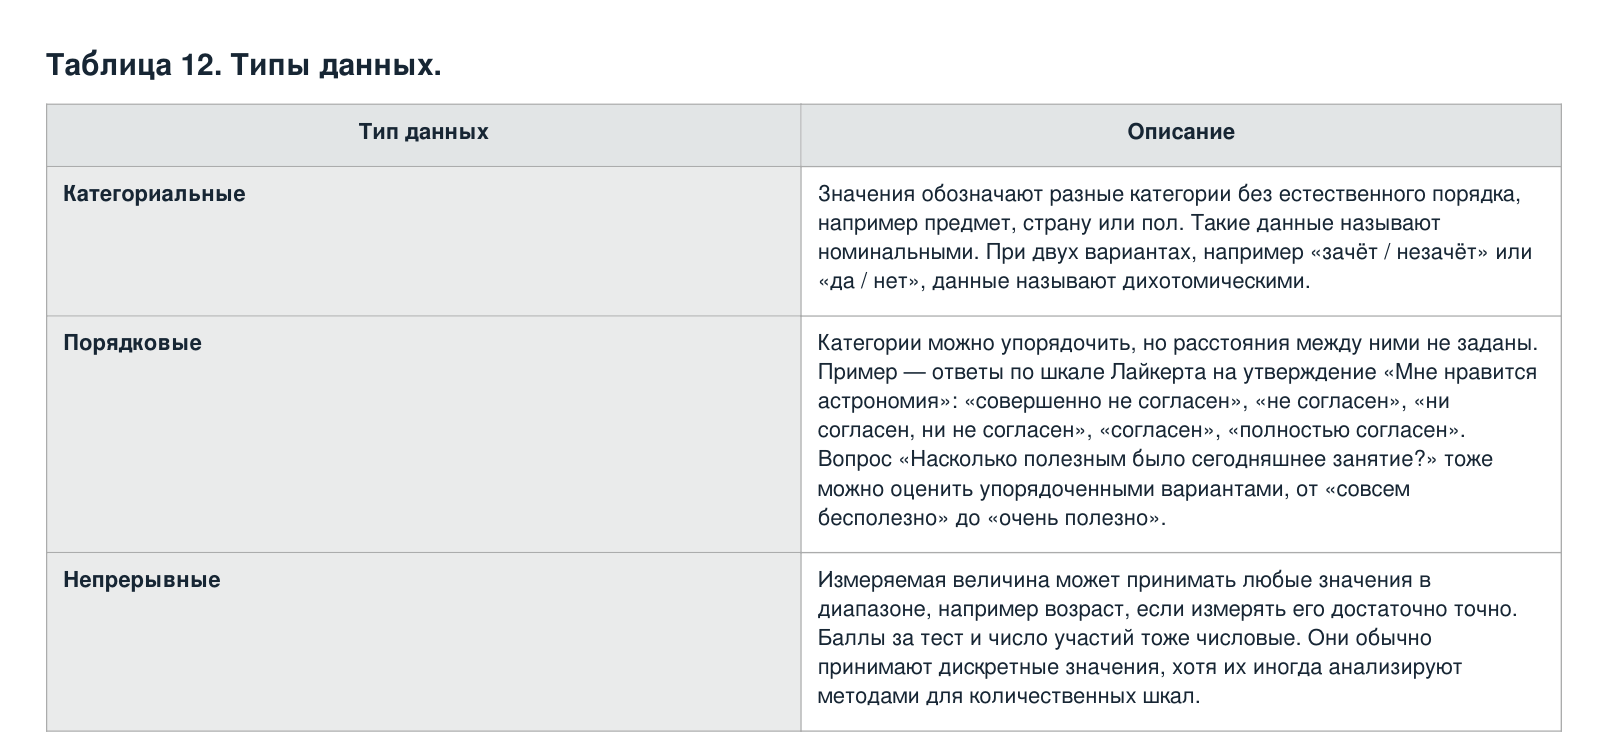 Таблица 12. Типы данных.
Тип данных
Описание
Категориальные
Значения обозначают разные категории без естественного порядка,
например предмет, страну или пол. Такие данные называют
номинальными. При двух вариантах, например «зачёт / незачёт» или
«да / нет», данные называют дихотомическими.
Порядковые
Категории можно упорядочить, но расстояния между ними не заданы.
Пример — ответы по шкале Лайкерта на утверждение «Мне нравится
астрономия»: «совершенно не согласен», «не согласен», «ни
согласен, ни не согласен», «согласен», «полностью согласен».
Вопрос «Насколько полезным было сегодняшнее занятие?» тоже
можно оценить упорядоченными вариантами, от «совсем
бесполезно» до «очень полезно».
Непрерывные
Измеряемая величина может принимать любые значения в
диапазоне, например возраст, если измерять его достаточно точно.
Баллы за тест и число участий тоже числовые. Они обычно
принимают дискретные значения, хотя их иногда анализируют
методами для количественных шкал.